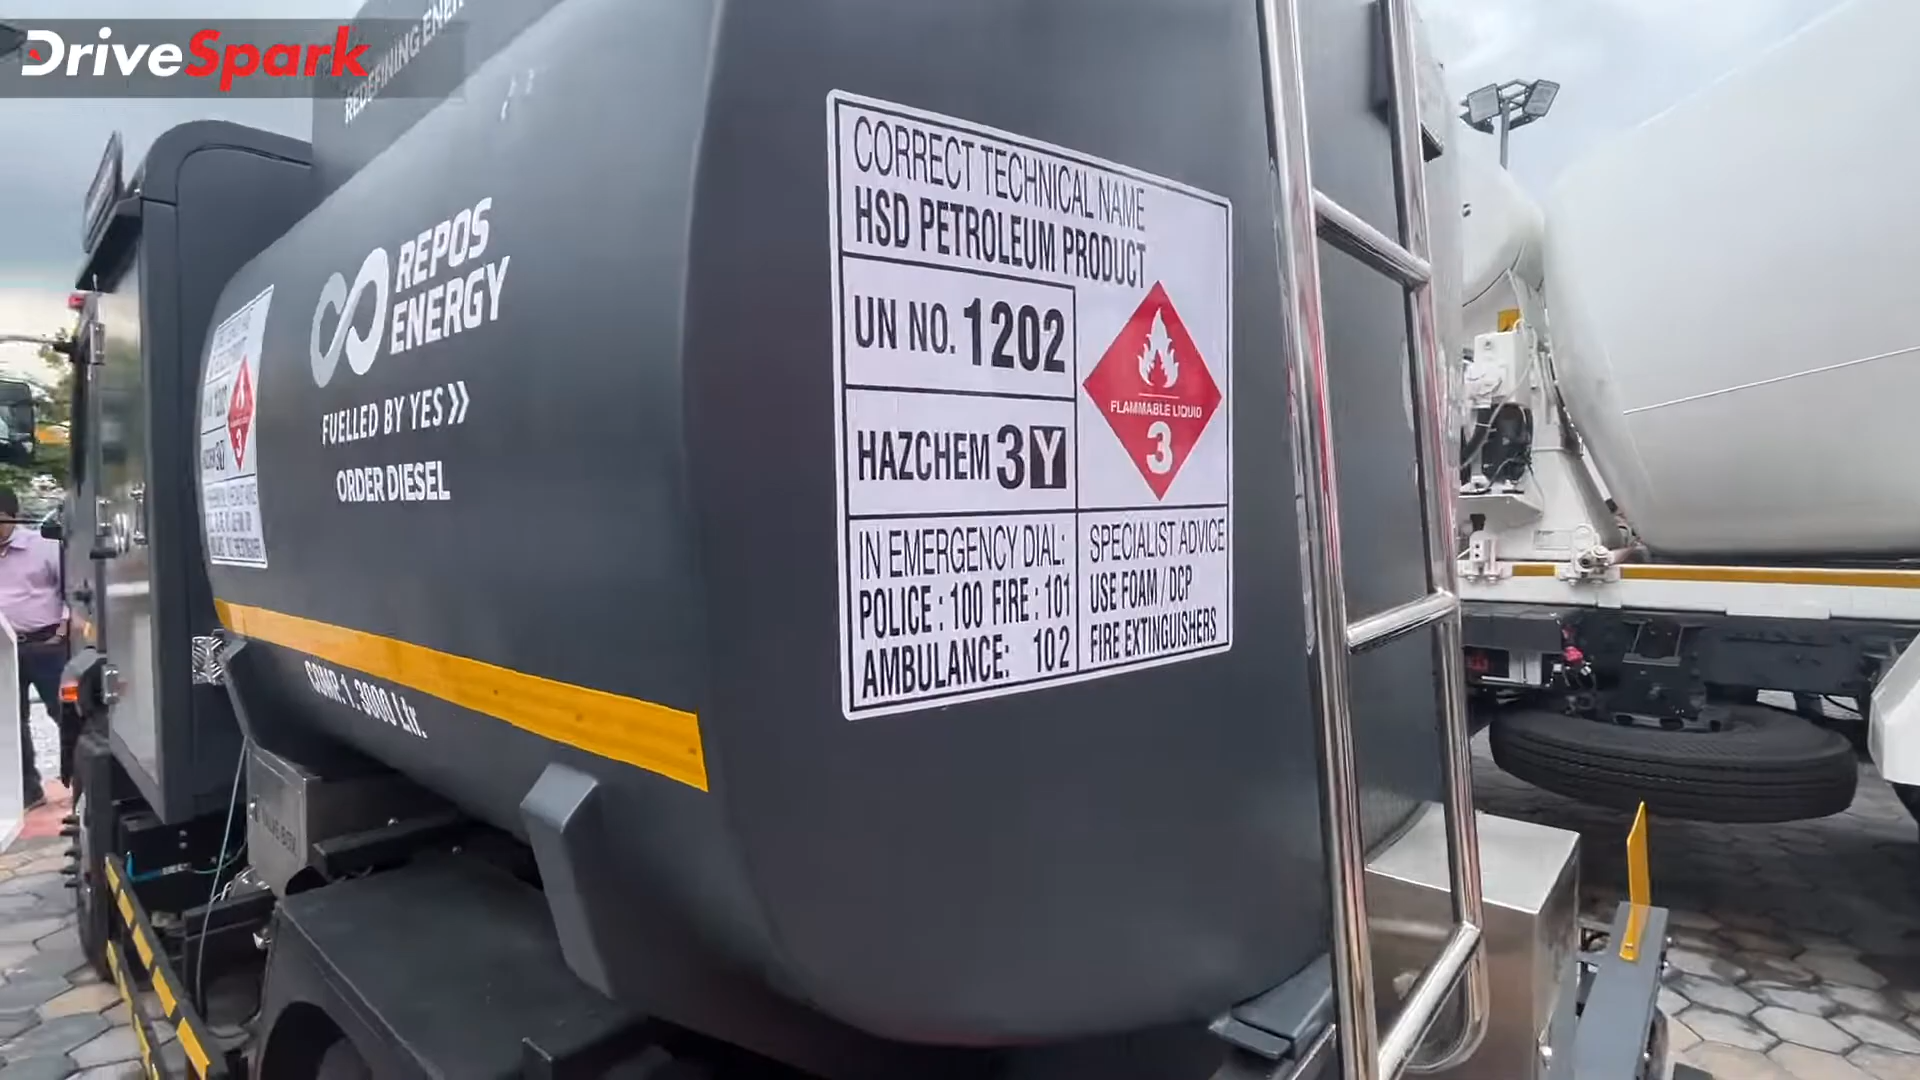 DriveSpark
REDEFINING ENER
REPOS
ENERGY
FUELLED BY YES
ORDER DIESEL
COMP. 1. 3000 Ltr.
CORRECT TECHNICAL NAME
HSD PETROLEUM PRODUCT
UN NO. 1202
HAZCHEM 3Y
FLAMMABLE LIQUID
3
IN EMERGENCY DIAL:
POLICE : 100 FIRE : 101
AMBULANCE: 102
SPECIALIST ADVICE
USE FOAM / DCP
FIRE EXTINGUISHERS